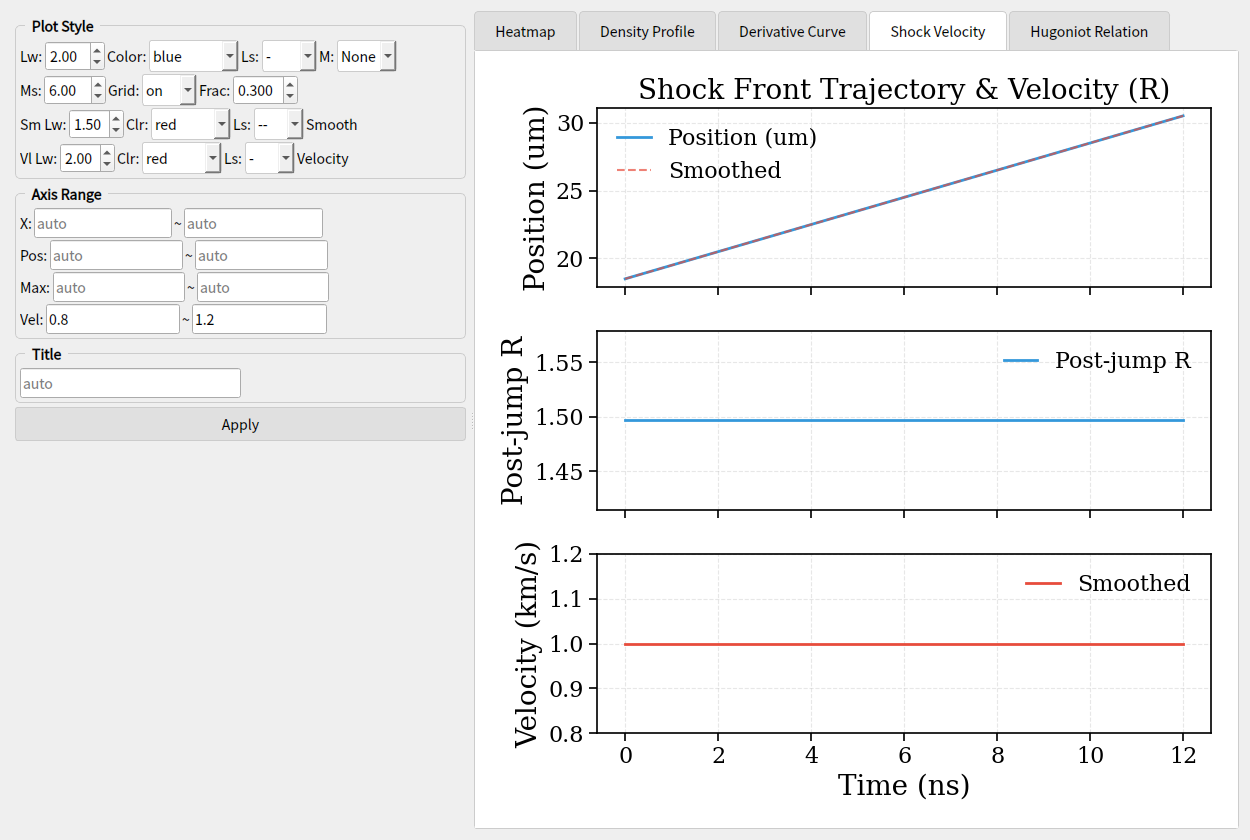 Plot Style
Lw: 2.00 Color: blue Ls: - M: None
Ms: 6.00 Grid: on Frac: 0.300
Sm Lw: 1.50 Clr: red Ls: -- Smooth
Vl Lw: 2.00 Clr: red Ls: - Velocity
Axis Range
X: auto ~ auto
Pos: auto ~ auto
Max: auto ~ auto
Vel: 0.8 ~ 1.2
Title
auto
Apply
Heatmap Density Profile Derivative Curve Shock Velocity Hugoniot Relation
Shock Front Trajectory & Velocity (R)
Position (um)
30
25
20
Position (um)
Smoothed
Post-jump R
1.55
1.50
1.45
Post-jump R
Velocity (km/s)
1.2
1.1
1.0
0.9
0.8
Smoothed
0 2 4 6 8 10 12
Time (ns)